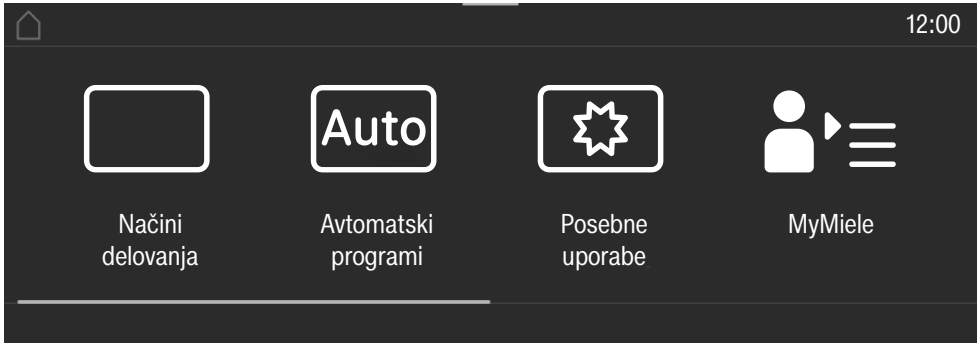 12:00
Auto
Načini
delovanja
Avtomatski
programi
Posebne
uporabe
MyMiele